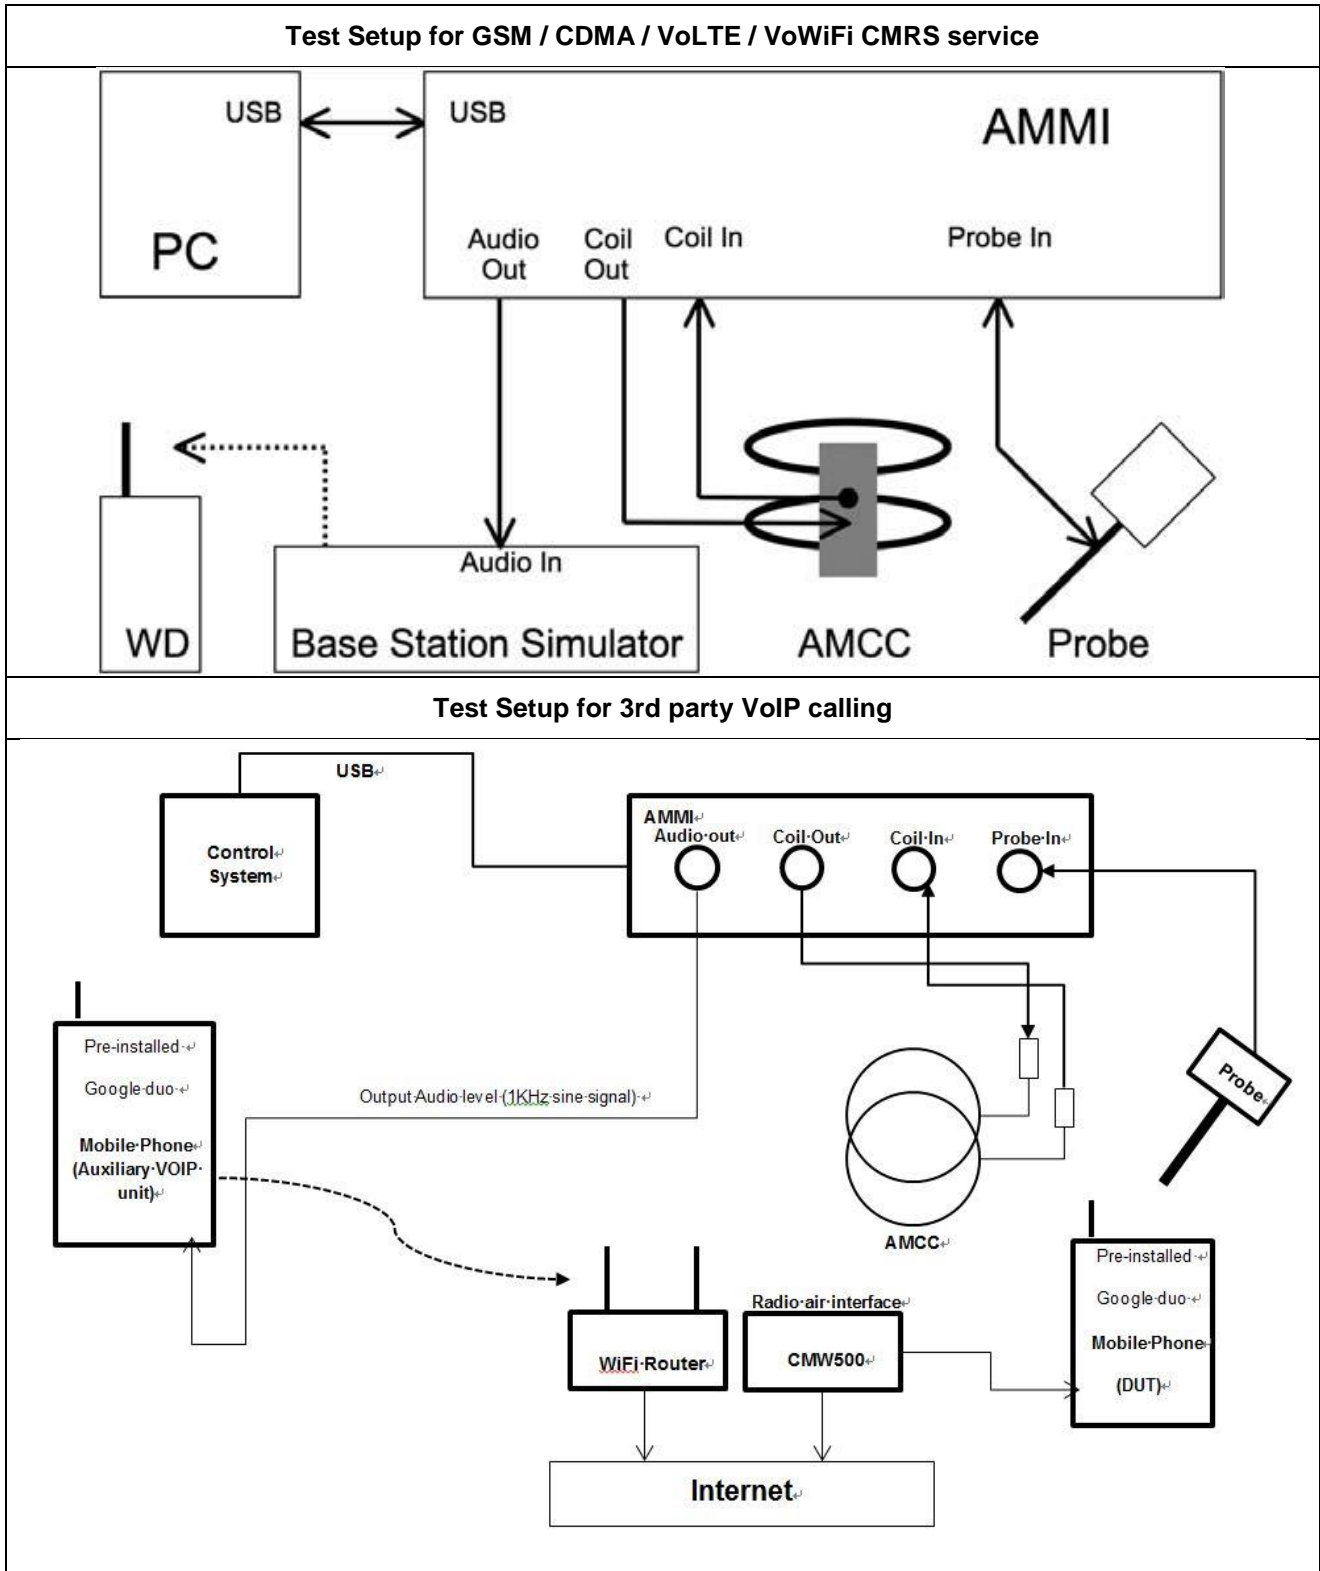 Test Setup for GSM / CDMA / VoLTE / VoWiFi CMRS service
USB
USB
AMMI
PC
Audio
Out
Coil
Out
Coil In
Probe In
Audio In
WD
Base Station Simulator
AMCC
Probe
Test Setup for 3rd party VoIP calling
USB↵
Control↵
System↵
AMMI↵
Audio·out↵
Coil·Out↵
Coil·In↵
Probe·In↵
Pre-installed·↵
Google·duo·↵
Mobile·Phone↵
(Auxiliary·VOIP·
unit)↵
Output·Audio·level·(1KHz·sine·signal)·↵
Probe↵
AMCC↵
Pre-installed·↵
Google·duo·↵
Mobile·Phone↵
(DUT)↵
Radio·air·interface↵
WiFi·Router↵
CMW500↵
Internet↵